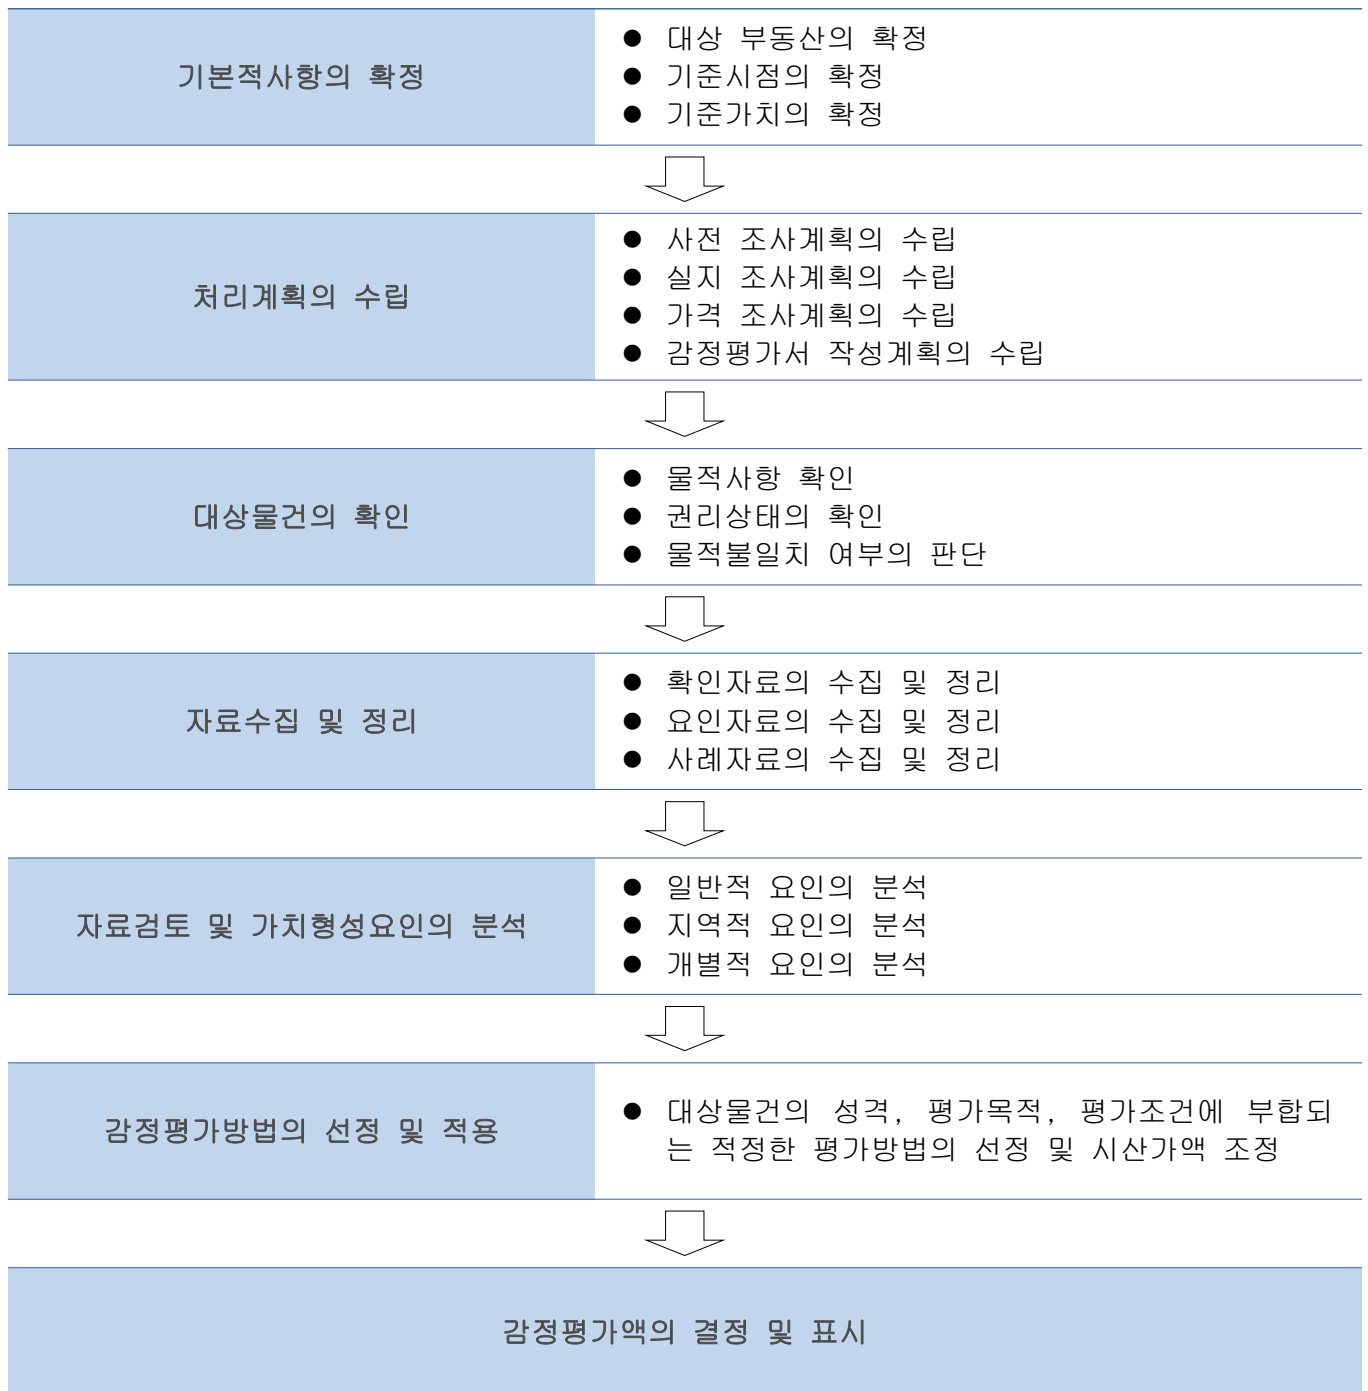 기본적사항의 확정
● 대상 부동산의 확정
● 기준시점의 확정
● 기준가치의 확정
처리계획의 수립
● 사전 조사계획의 수립
● 실지 조사계획의 수립
● 가격 조사계획의 수립
● 감정평가서 작성계획의 수립
대상물건의 확인
● 물적사항 확인
● 권리상태의 확인
● 물적불일치 여부의 판단
자료수집 및 정리
● 확인자료의 수집 및 정리
● 요인자료의 수집 및 정리
● 사례자료의 수집 및 정리
자료검토 및 가치형성요인의 분석
● 일반적 요인의 분석
● 지역적 요인의 분석
● 개별적 요인의 분석
감정평가방법의 선정 및 적용
● 대상물건의 성격, 평가목적, 평가조건에 부합되
는 적정한 평가방법의 선정 및 시산가액 조정
감정평가액의 결정 및 표시